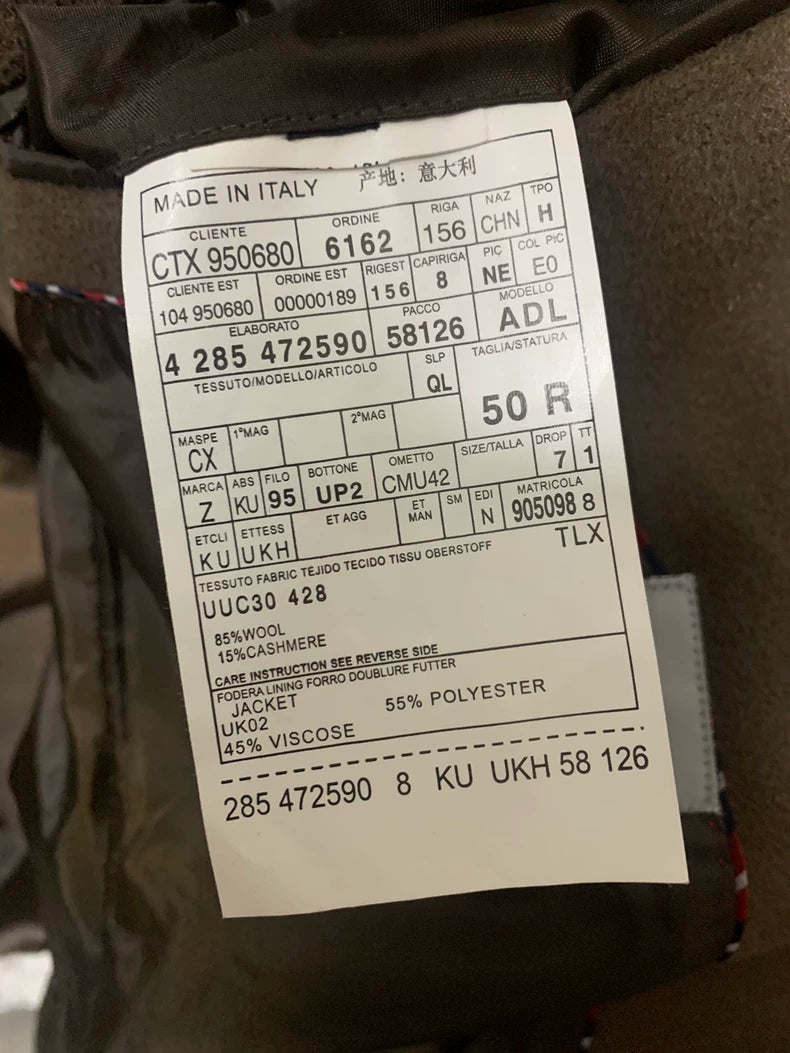 MADE IN ITALY 产地：意大利
CLIENTE ORDINE RIGA NAZ TPO
CTX 950680 6162 156 CHN H
CLIENTE EST ORDINE EST RIGEST CAPIRIGA PIC COL PIC
104 950680 00000189 156 8 NE E0
ELABORATO PACCO MODELLO
4 285 472590 58126 ADL
TESSUTO/MODELLO/ARTICOLO SLP TAGLIA/STATURA
QL 50 R
MASPE 1°MAG 2°MAG
CX
MARCA ABS FILO BOTTONE OMETTO SIZE/TALLA DROP TT
Z KU 95 UP2 CMU42 7 1
ETCLI ETTESS ET AGG ET MAN SM EDI MATRICOLA
KU UKH N 905098 8
TESSUTO FABRIC TEJIDO TECIDO TISSU OBERSTOFF TLX
UUC30 428
85%WOOL
15%CASHMERE
CARE INSTRUCTION SEE REVERSE SIDE
FODERA LINING FORRO DOUBLURE FUTTER
JACKET
UK02 55% POLYESTER
45% VISCOSE
285 472590 8 KU UKH 58 126